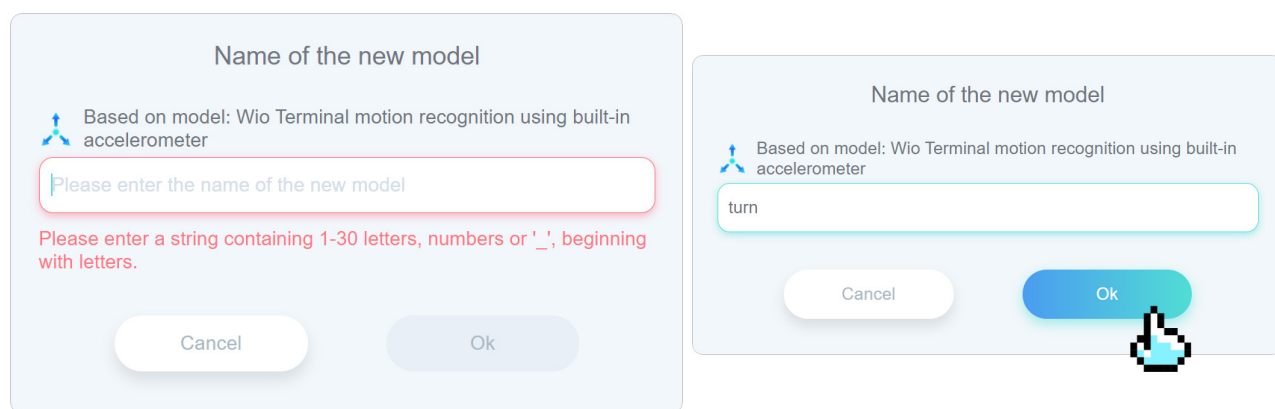 Name of the new model
Based on model: Wio Terminal motion recognition using built-in
accelerometer
Please enter the name of the new model
Please enter a string containing 1-30 letters, numbers or '_', beginning
with letters.
Cancel
Ok
Name of the new model
Based on model: Wio Terminal motion recognition using built-in
accelerometer
turn
Cancel
Ok